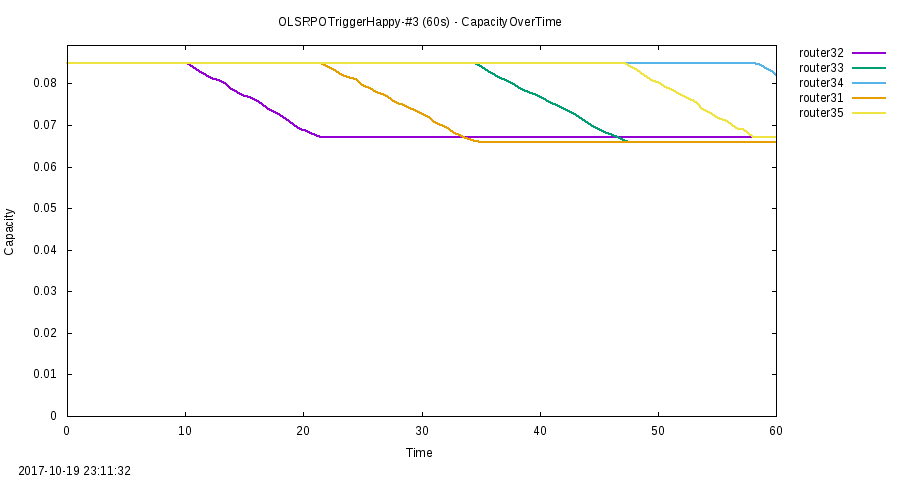 OLSRPOTriggerHappy-#3 (60s) - CapacityOverTime
router32
router33
router34
router31
router35
0.08
0.07
0.06
0.05
0.04
0.03
0.02
0.01
0
Capacity
0 10 20 30 40 50 60
Time
2017-10-19 23:11:32